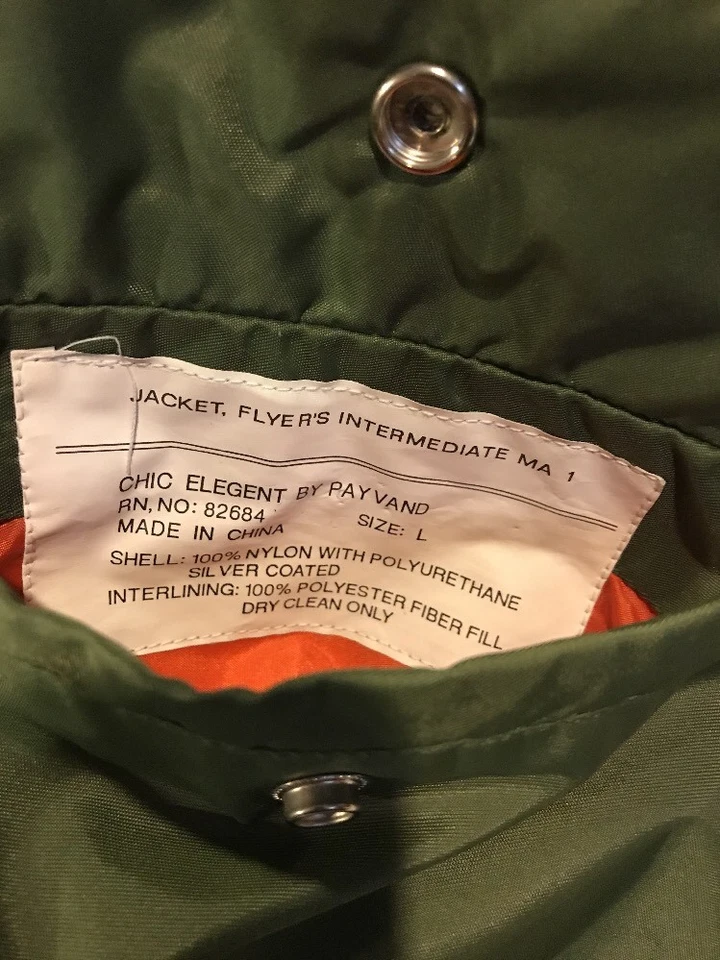 JACKET, FLYER'S INTERMEDIATE MA 1
CHIC ELEGENT BY PAYVAND
RN, NO: 82684 SIZE: L
MADE IN CHINA
SHELL: 100% NYLON WITH POLYURETHANE
SILVER COATED
INTERLINING: 100% POLYESTER FIBER FILL
DRY CLEAN ONLY